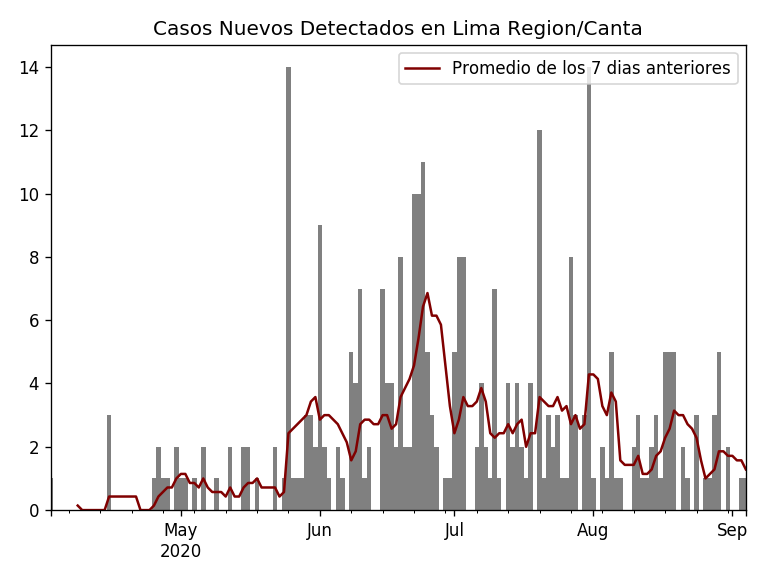 Casos Nuevos Detectados en Lima Region/Canta
Promedio de los 7 dias anteriores
14
12
10
8
6
4
2
0
May
2020
Jun
Jul
Aug
Sep